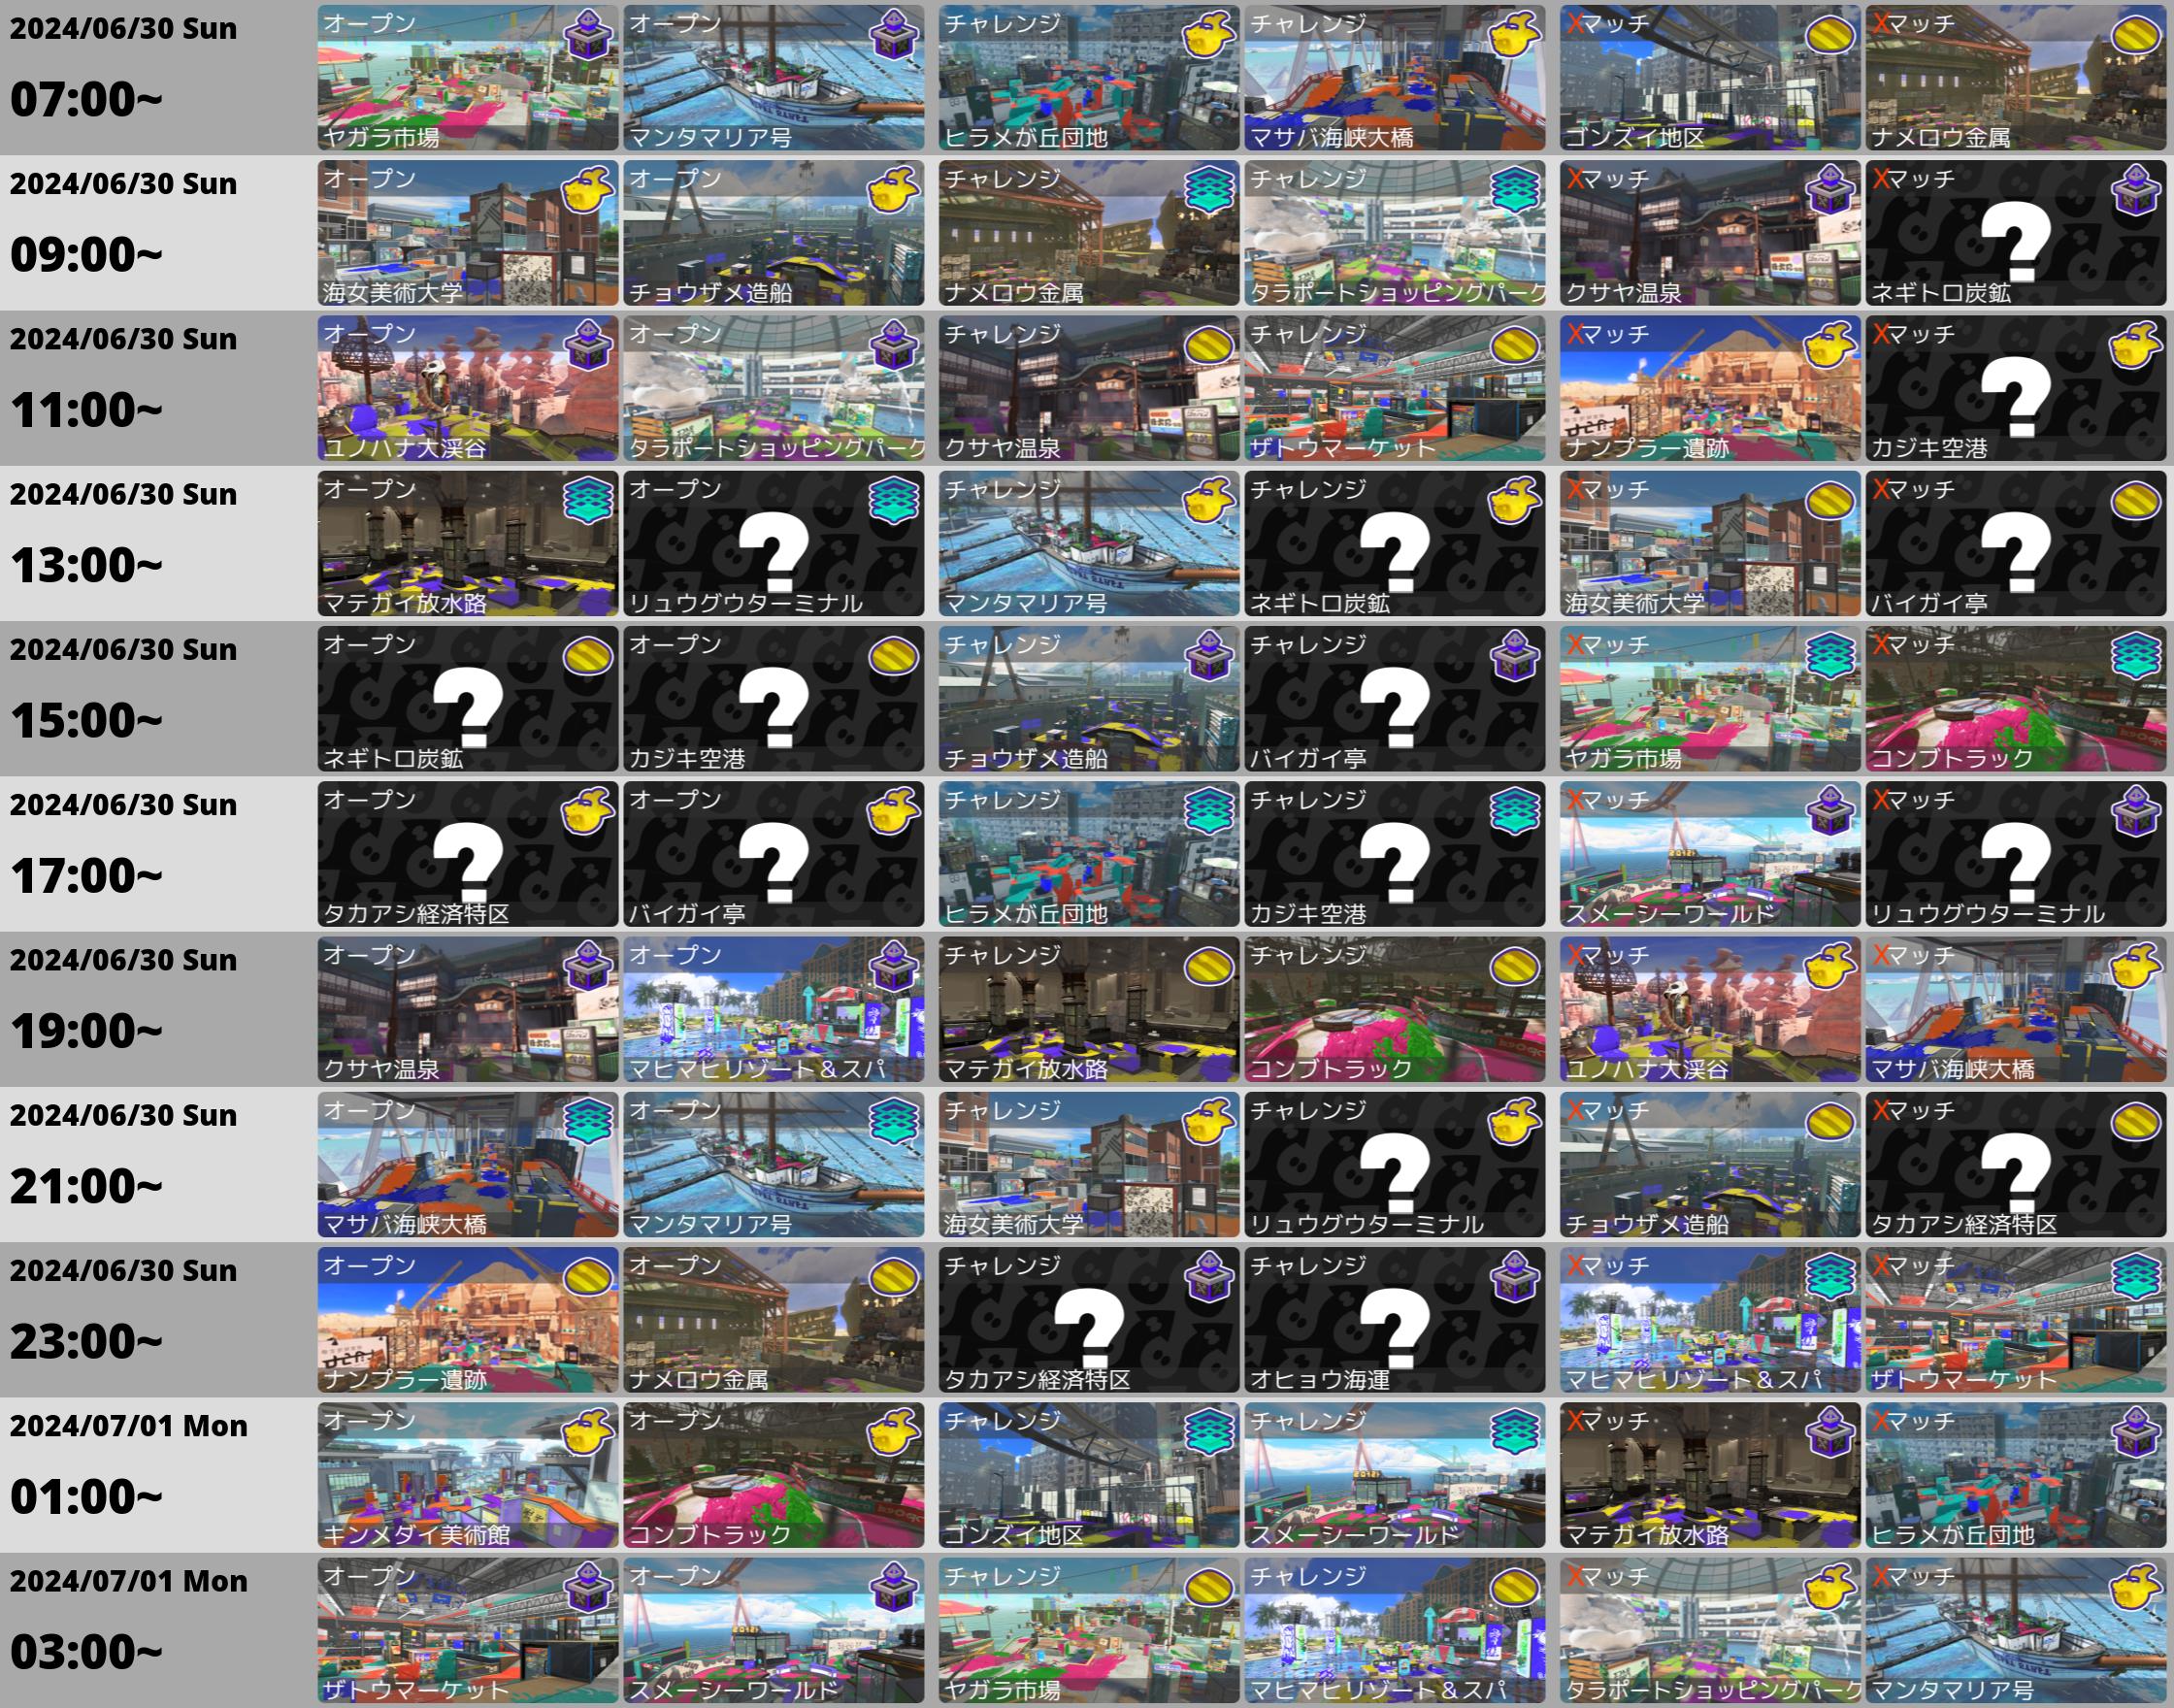 2024/06/30 Sun
07:00~
オープン
ヤガラ市場
オープン
マンタマリア号
チャレンジ
ヒラメが丘団地
チャレンジ
マサバ海峡大橋
Xマッチ
ゴンズイ地区
Xマッチ
ナメロウ金属
2024/06/30 Sun
09:00~
オープン
海女美術大学
オープン
チョウザメ造船
チャレンジ
ナメロウ金属
チャレンジ
タラポートショッピングパーク
Xマッチ
クサヤ温泉
Xマッチ
?
ネギトロ炭鉱
2024/06/30 Sun
11:00~
オープン
ユノハナ大渓谷
オープン
タラポートショッピングパーク
チャレンジ
クサヤ温泉
チャレンジ
ザトウマーケット
Xマッチ
ナンプラー遺跡
Xマッチ
?
カジキ空港
2024/06/30 Sun
13:00~
オープン
マテガイ放水路
オープン
?
リュウグウターミナル
チャレンジ
マンタマリア号
チャレンジ
?
ネギトロ炭鉱
Xマッチ
海女美術大学
Xマッチ
?
バイガイ亭
2024/06/30 Sun
15:00~
オープン
?
ネギトロ炭鉱
オープン
?
カジキ空港
チャレンジ
チョウザメ造船
チャレンジ
?
バイガイ亭
Xマッチ
ヤガラ市場
Xマッチ
コンブトラック
2024/06/30 Sun
17:00~
オープン
?
タカアシ経済特区
オープン
?
バイガイ亭
チャレンジ
ヒラメが丘団地
チャレンジ
?
カジキ空港
Xマッチ
スメーシーワールド
Xマッチ
?
リュウグウターミナル
2024/06/30 Sun
19:00~
オープン
クサヤ温泉
オープン
マヒマヒリゾート＆スパ
チャレンジ
マテガイ放水路
チャレンジ
コンブトラック
Xマッチ
ユノハナ大渓谷
Xマッチ
マサバ海峡大橋
2024/06/30 Sun
21:00~
オープン
マサバ海峡大橋
オープン
マンタマリア号
チャレンジ
海女美術大学
チャレンジ
?
リュウグウターミナル
Xマッチ
チョウザメ造船
Xマッチ
?
タカアシ経済特区
2024/06/30 Sun
23:00~
オープン
ナンプラー遺跡
オープン
ナメロウ金属
チャレンジ
?
タカアシ経済特区
チャレンジ
?
オヒョウ海運
Xマッチ
マヒマヒリゾート＆スパ
Xマッチ
ザトウマーケット
2024/07/01 Mon
01:00~
オープン
キンメダイ美術館
オープン
コンブトラック
チャレンジ
ゴンズイ地区
チャレンジ
スメーシーワールド
Xマッチ
マテガイ放水路
Xマッチ
ヒラメが丘団地
2024/07/01 Mon
03:00~
オープン
ザトウマーケット
オープン
スメーシーワールド
チャレンジ
ヤガラ市場
チャレンジ
マヒマヒリゾート＆スパ
Xマッチ
タラポートショッピングパーク
Xマッチ
マンタマリア号